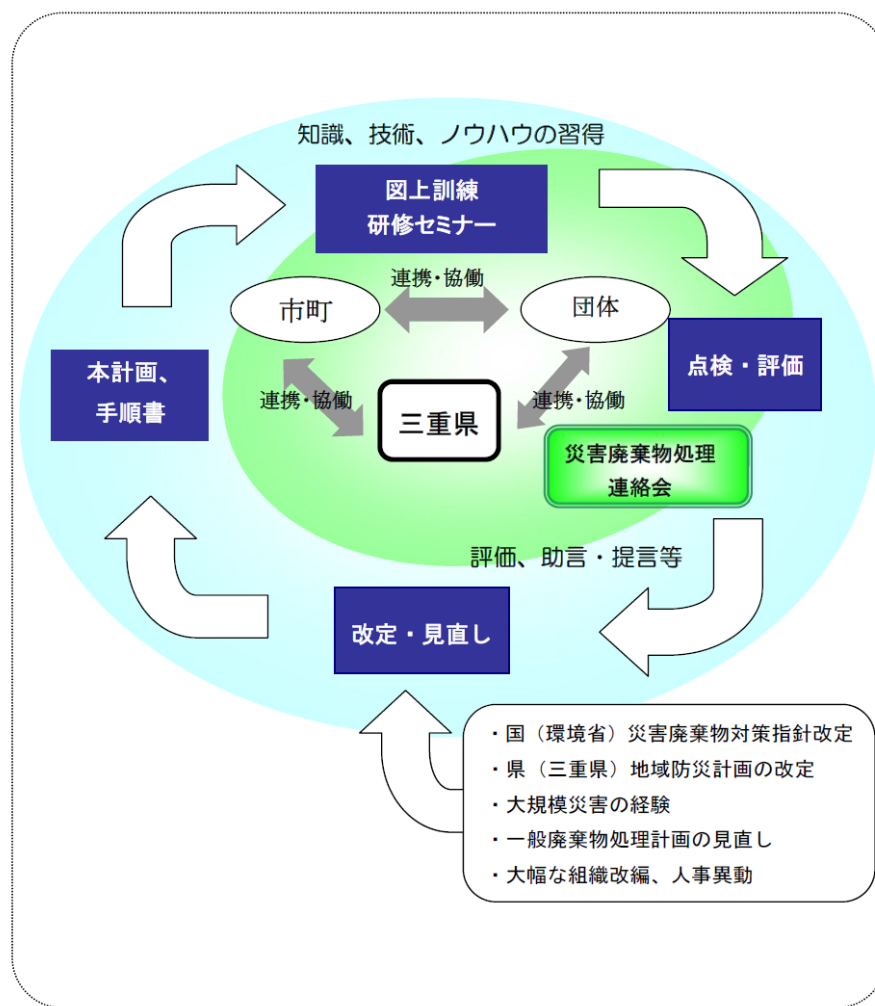 知識、技術、ノウハウの習得
図上訓練
研修セミナー
連携・協働
市町
団体
点検・評価
本計画、
手順書
連携・協働
三重県
連携・協働
災害廃棄物処理
連絡会
評価、助言・提言等
改定・見直し
・国（環境省）災害廃棄物対策指針改定
・県（三重県）地域防災計画の改定
・大規模災害の経験
・一般廃棄物処理計画の見直し
・大幅な組織改編、人事異動